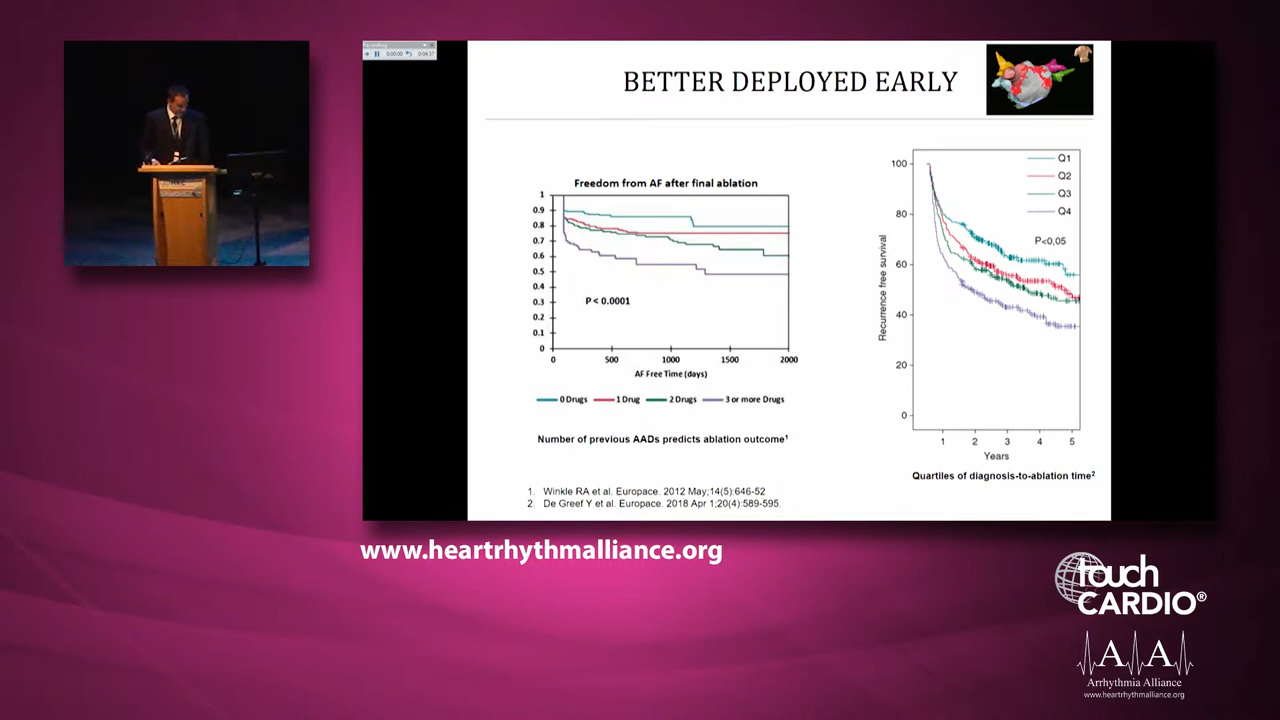 0:00:00
0:04:57
BETTER DEPLOYED EARLY
Freedom from AF after final ablation
1
0.9
0.8
0.7
0.6
0.5
0.4
0.3
0.2
0.1
0
P < 0.0001
0 500 1000 1500 2000
AF Free Time (days)
0 Drugs 1 Drug 2 Drugs 3 or more Drugs
Number of previous AADs predicts ablation outcome1
Q1
Q2
Q3
Q4
P<0,05
100
80
60
40
20
0
Recurrence free survival
1 2 3 4 5
Years
Quartiles of diagnosis-to-ablation time2
1. Winkle RA et al. Europace. 2012 May;14(5):646-52
2. De Greef Y et al. Europace. 2018 Apr 1;20(4):589-595.
www.heartrhythmalliance.org
touch
CARDIO®
A A
Arrhythmia Alliance
www.heartrhythmalliance.org